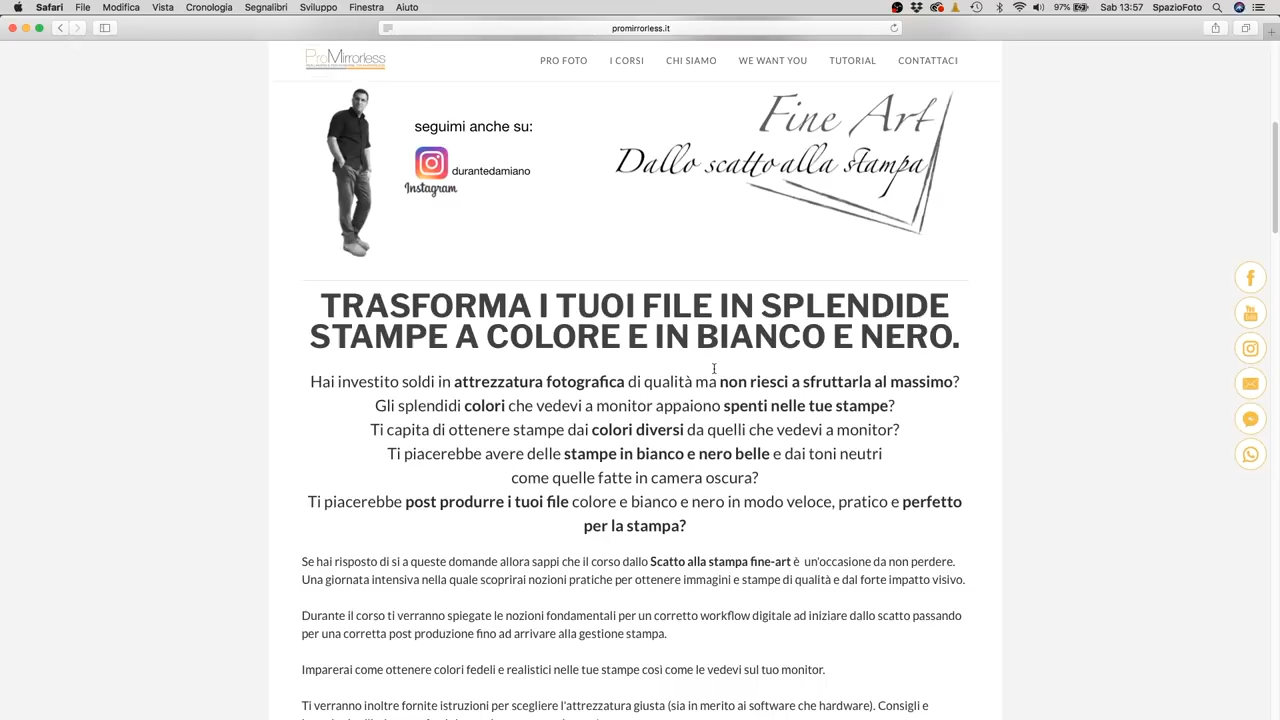 Safari File Modifica Vista Cronologia Segnalibri Sviluppo Finestra Aiuto 97% Sab 13:57 SpazioFoto
promirrorless.it
ProMirrorless
PRO FOTO I CORSI CHI SIAMO WE WANT YOU TUTORIAL CONTATTACI
seguimi anche su:
durantedamiano
Instagram
Fine Art
Dallo scatto alla stampa
TRASFORMA I TUOI FILE IN SPLENDIDE
STAMPE A COLORE E IN BIANCO E NERO.
Hai investito soldi in attrezzatura fotografica di qualità ma non riesci a sfruttarla al massimo?
Gli splendidi colori che vedevi a monitor appaiono spenti nelle tue stampe?
Ti capita di ottenere stampe dai colori diversi da quelli che vedevi a monitor?
Ti piacerebbe avere delle stampe in bianco e nero belle e dai toni neutri
come quelle fatte in camera oscura?
Ti piacerebbe post produrre i tuoi file colore e bianco e nero in modo veloce, pratico e perfetto
per la stampa?
Se hai risposto di si a queste domande allora sappi che il corso dallo Scatto alla stampa fine-art è un'occasione da non perdere.
Una giornata intensiva nella quale scoprirai nozioni pratiche per ottenere immagini e stampe di qualità e dal forte impatto visivo.
Durante il corso ti verranno spiegate le nozioni fondamentali per un corretto workflow digitale ad iniziare dallo scatto passando
per una corretta post produzione fino ad arrivare alla gestione stampa.
Imparerai come ottenere colori fedeli e realistici nelle tue stampe così come le vedevi sul tuo monitor.
Ti verranno inoltre fornite istruzioni per scegliere l'attrezzatura giusta (sia in merito ai software che hardware). Consigli e